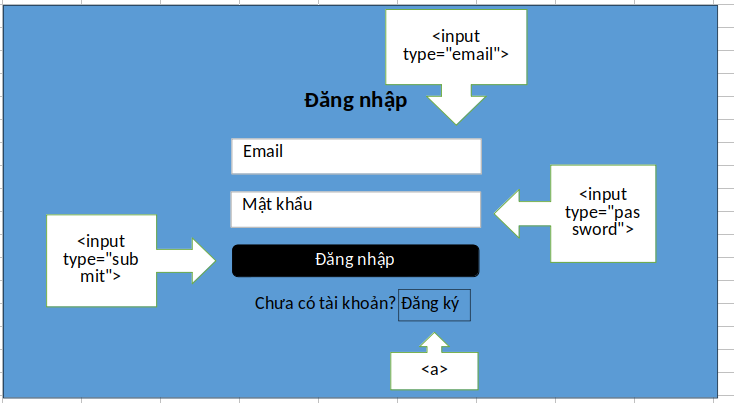 <input
type="email">
Đăng nhập
Email
Mật khẩu
<input
type="pas
sword">
<input
type="sub
mit">
Đăng nhập
Chưa có tài khoản? Đăng ký
<a>